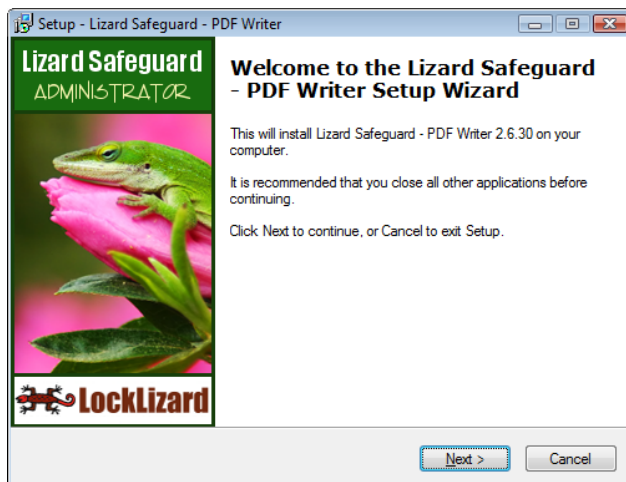 Setup - Lizard Safeguard - PDF Writer
Lizard Safeguard
ADMINISTRATOR
Welcome to the Lizard Safeguard
- PDF Writer Setup Wizard
This will install Lizard Safeguard - PDF Writer 2.6.30 on your
computer.
It is recommended that you close all other applications before
continuing.
Click Next to continue, or Cancel to exit Setup.
LockLizard
Next >
Cancel